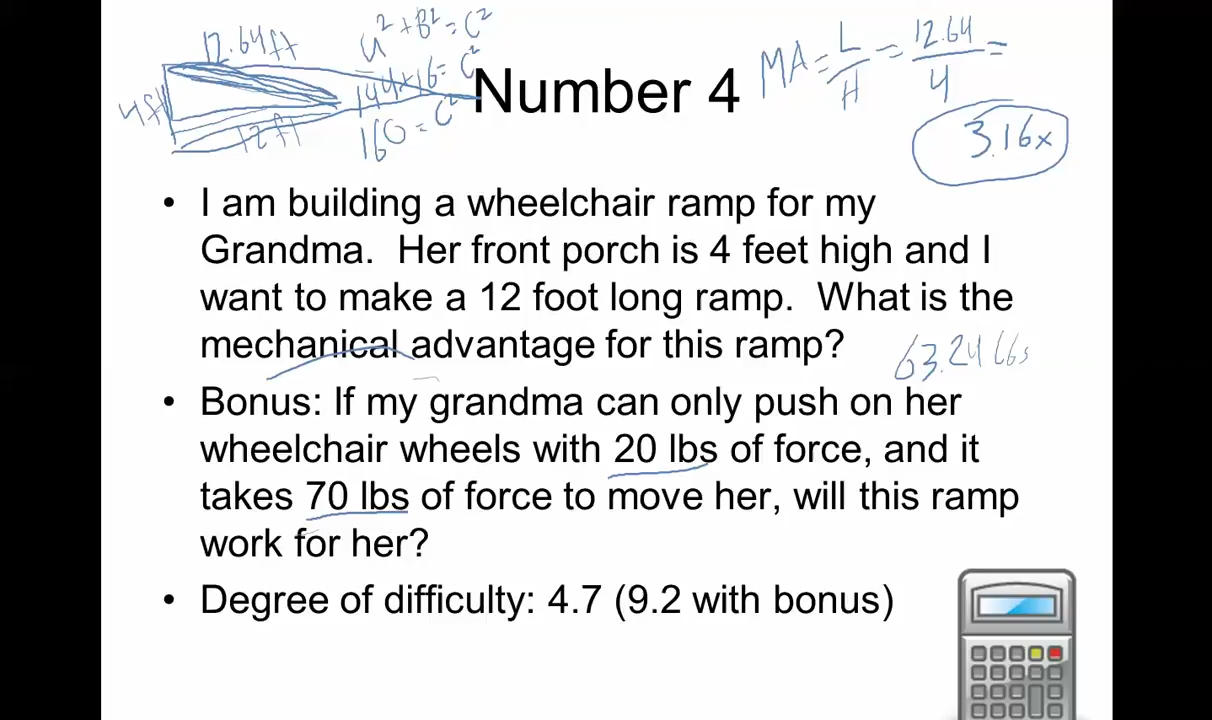 12.64ft
4ft
12 ft
a²+B²=C²
144+16=C²
160=C²
Number 4
MA = L/H = 12.64/4 =
3.16x
• I am building a wheelchair ramp for my
Grandma. Her front porch is 4 feet high and I
want to make a 12 foot long ramp. What is the
mechanical advantage for this ramp?
63.24 lbs
• Bonus: If my grandma can only push on her
wheelchair wheels with 20 lbs of force, and it
takes 70 lbs of force to move her, will this ramp
work for her?
• Degree of difficulty: 4.7 (9.2 with bonus)